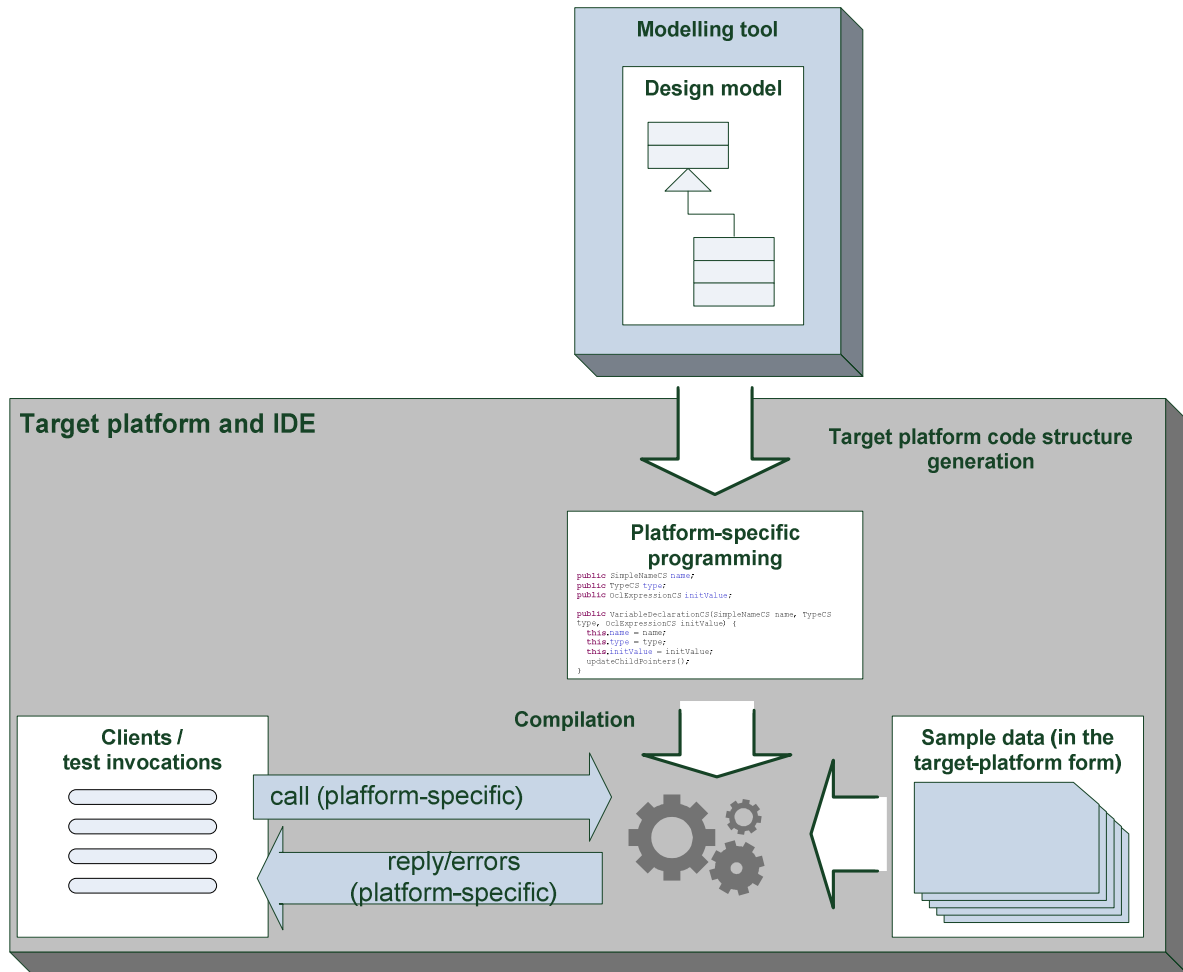 Modelling tool
Design model
Target platform and IDE
Target platform code structure
generation
Platform-specific
programming
public SimpleNameCS name;
public TypeCS type;
public OclExpressionCS initValue;
public VariableDeclarationCS(SimpleNameCS name, TypeCS
type, OclExpressionCS initValue) {
this.name = name;
this.type = type;
this.initValue = initValue;
updateChildPointers();
}
Compilation
Clients /
test invocations
call (plafform-specific)
reply/errors
(platform-specific)
Sample data (in the
target-platform form)